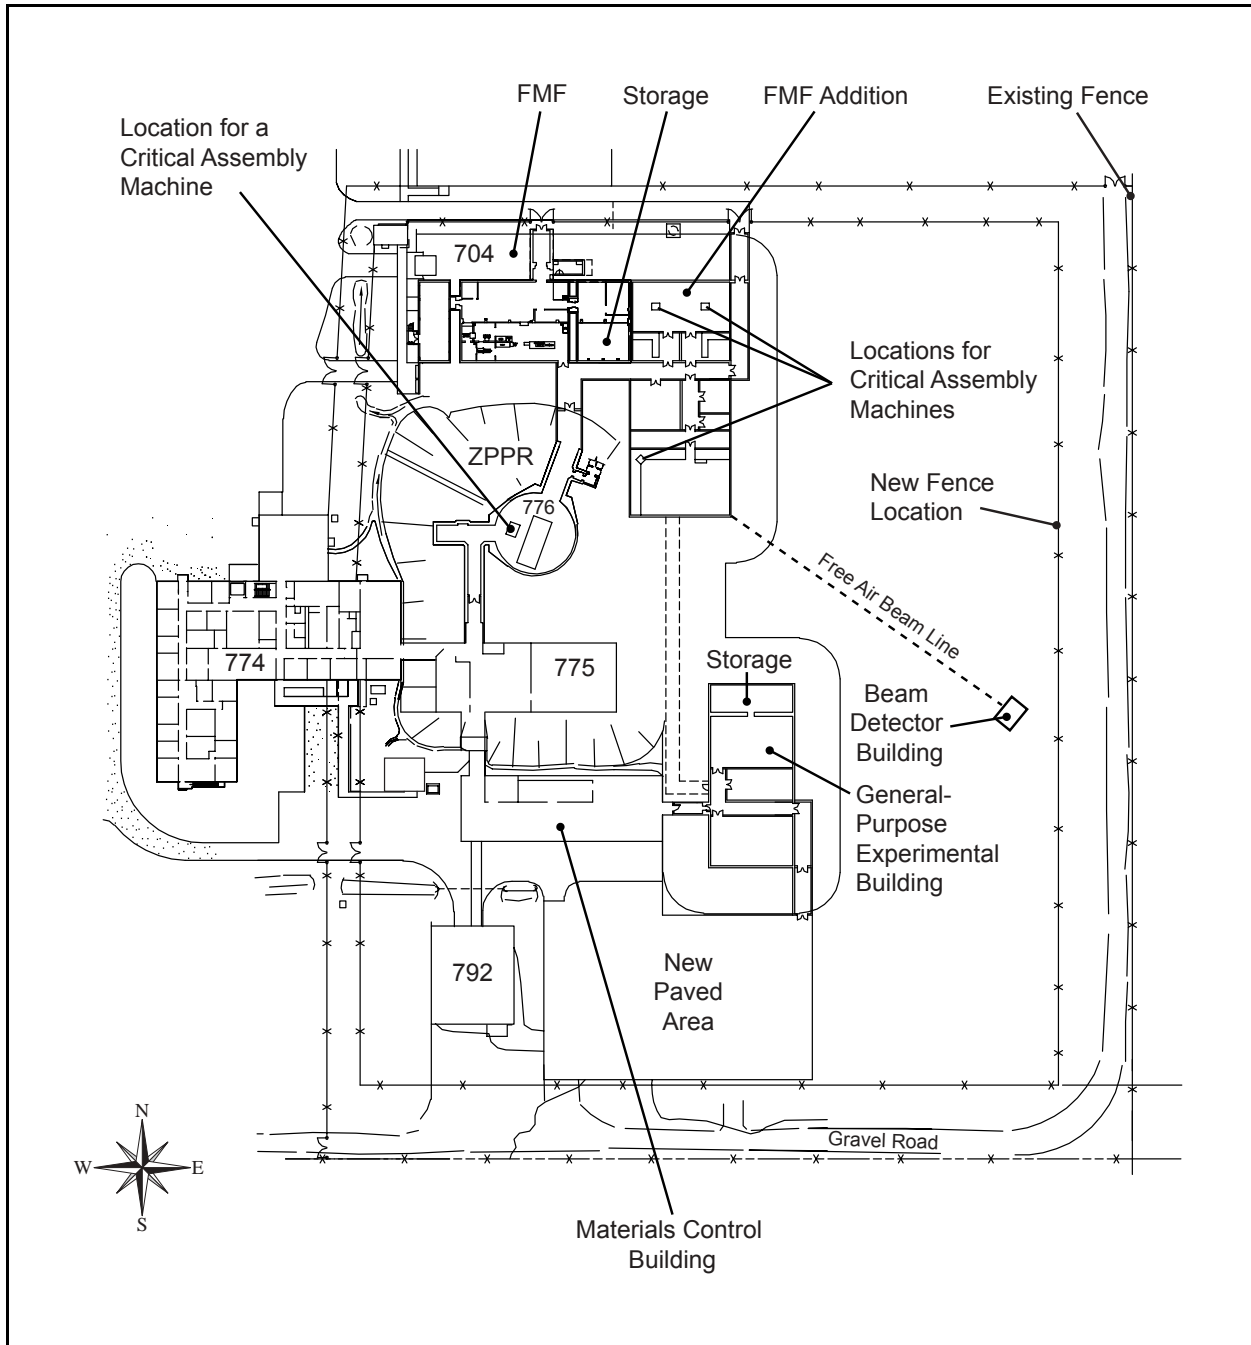 FMF
Storage
FMF Addition
Existing Fence
Location for a
Critical Assembly
Machine
704
Locations for
Critical Assembly
Machines
ZPPR
776
New Fence
Location
Free Air Beam Line
774
775
Storage
Beam
Detector
Building
General-
Purpose
Experimental
Building
792
New
Paved
Area
Gravel Road
N
W
E
S
Materials Control
Building